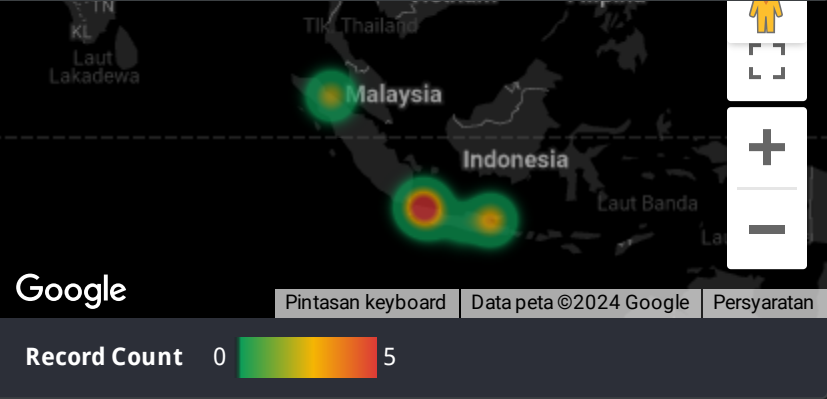 TN
KL
Tlk. Thailand
Laut
Lakadewa
Malaysia
Indonesia
Laut Banda
Google
Pintasan keyboard
Data peta ©2024 Google
Persyaratan
Record Count
0
5